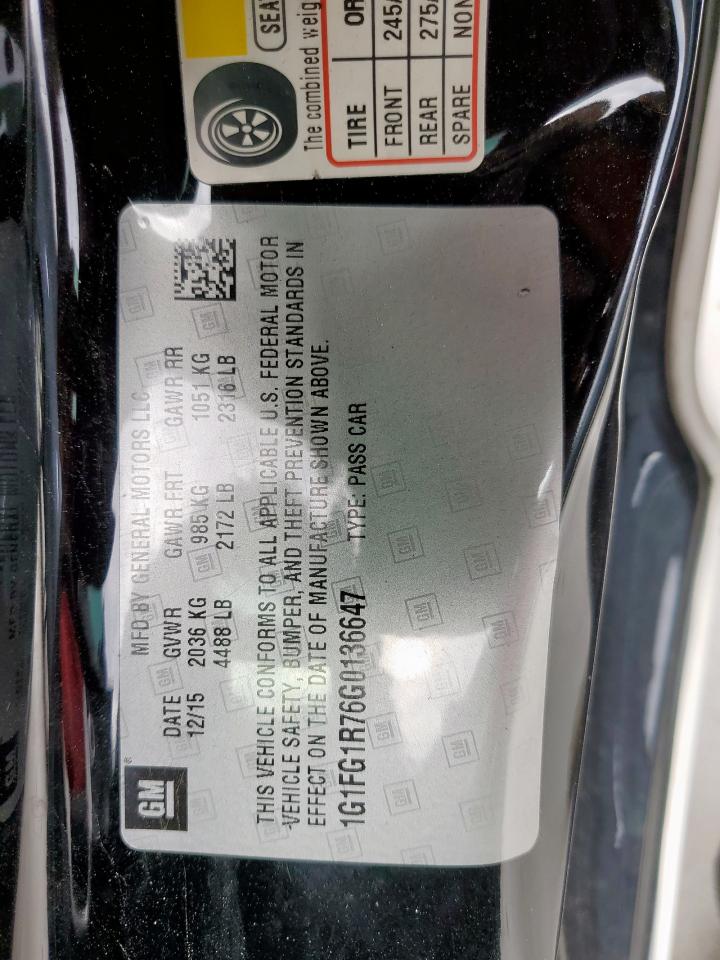 SEA
The combined weig
TIRE OR
FRONT 245/
REAR 275/
SPARE NON
GM
MFD BY GENERAL MOTORS LLC
DATE GVWR GAWR FRT GAWR RR
12/15 2036 KG 985 KG 1051 KG
4488 LB 2172 LB 2316 LB
THIS VEHICLE CONFORMS TO ALL APPLICABLE U.S. FEDERAL MOTOR
VEHICLE SAFETY, BUMPER, AND THEFT PREVENTION STANDARDS IN
EFFECT ON THE DATE OF MANUFACTURE SHOWN ABOVE.
1G1FG1R76G0136647 TYPE: PASS CAR